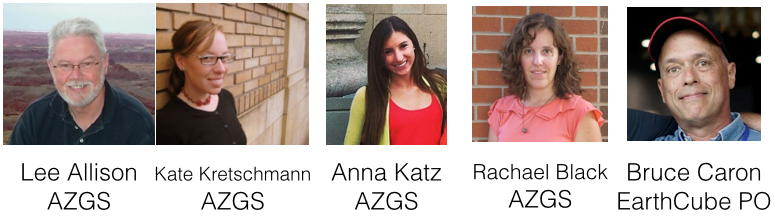 Lee Allison
AZGS
Kate Kretschmann
AZGS
Anna Katz
AZGS
Rachael Black
AZGS
Bruce Caron
EarthCube PO